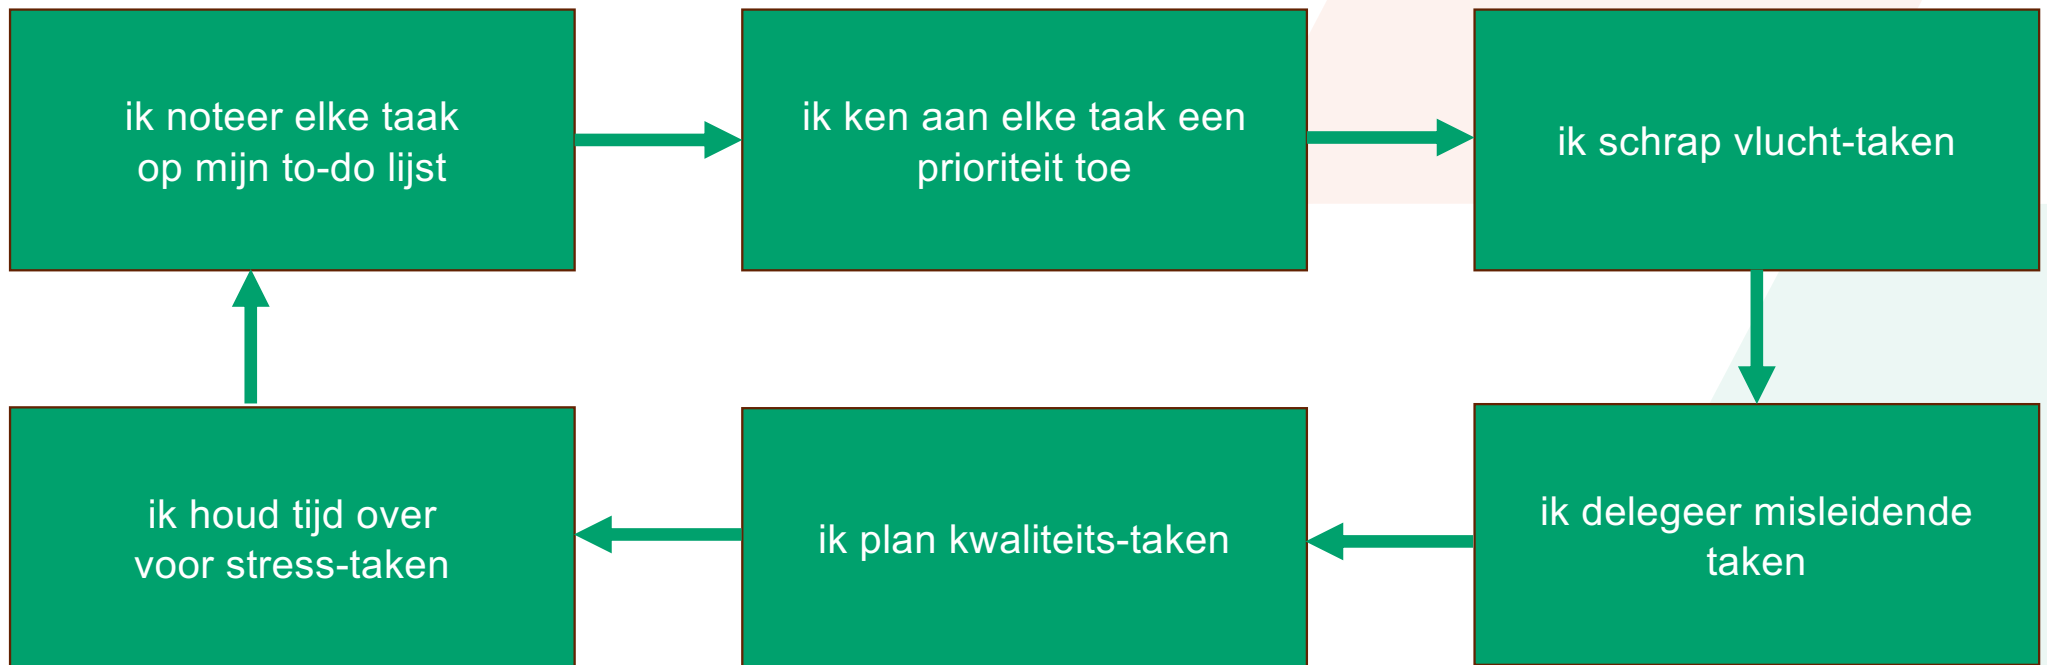 ik noteer elke taak
op mijn to-do lijst
ik ken aan elke taak een
prioriteit toe
ik schrap vlucht-taken
ik delegeer misleidende
taken
ik plan kwaliteits-taken
ik houd tijd over
voor stress-taken